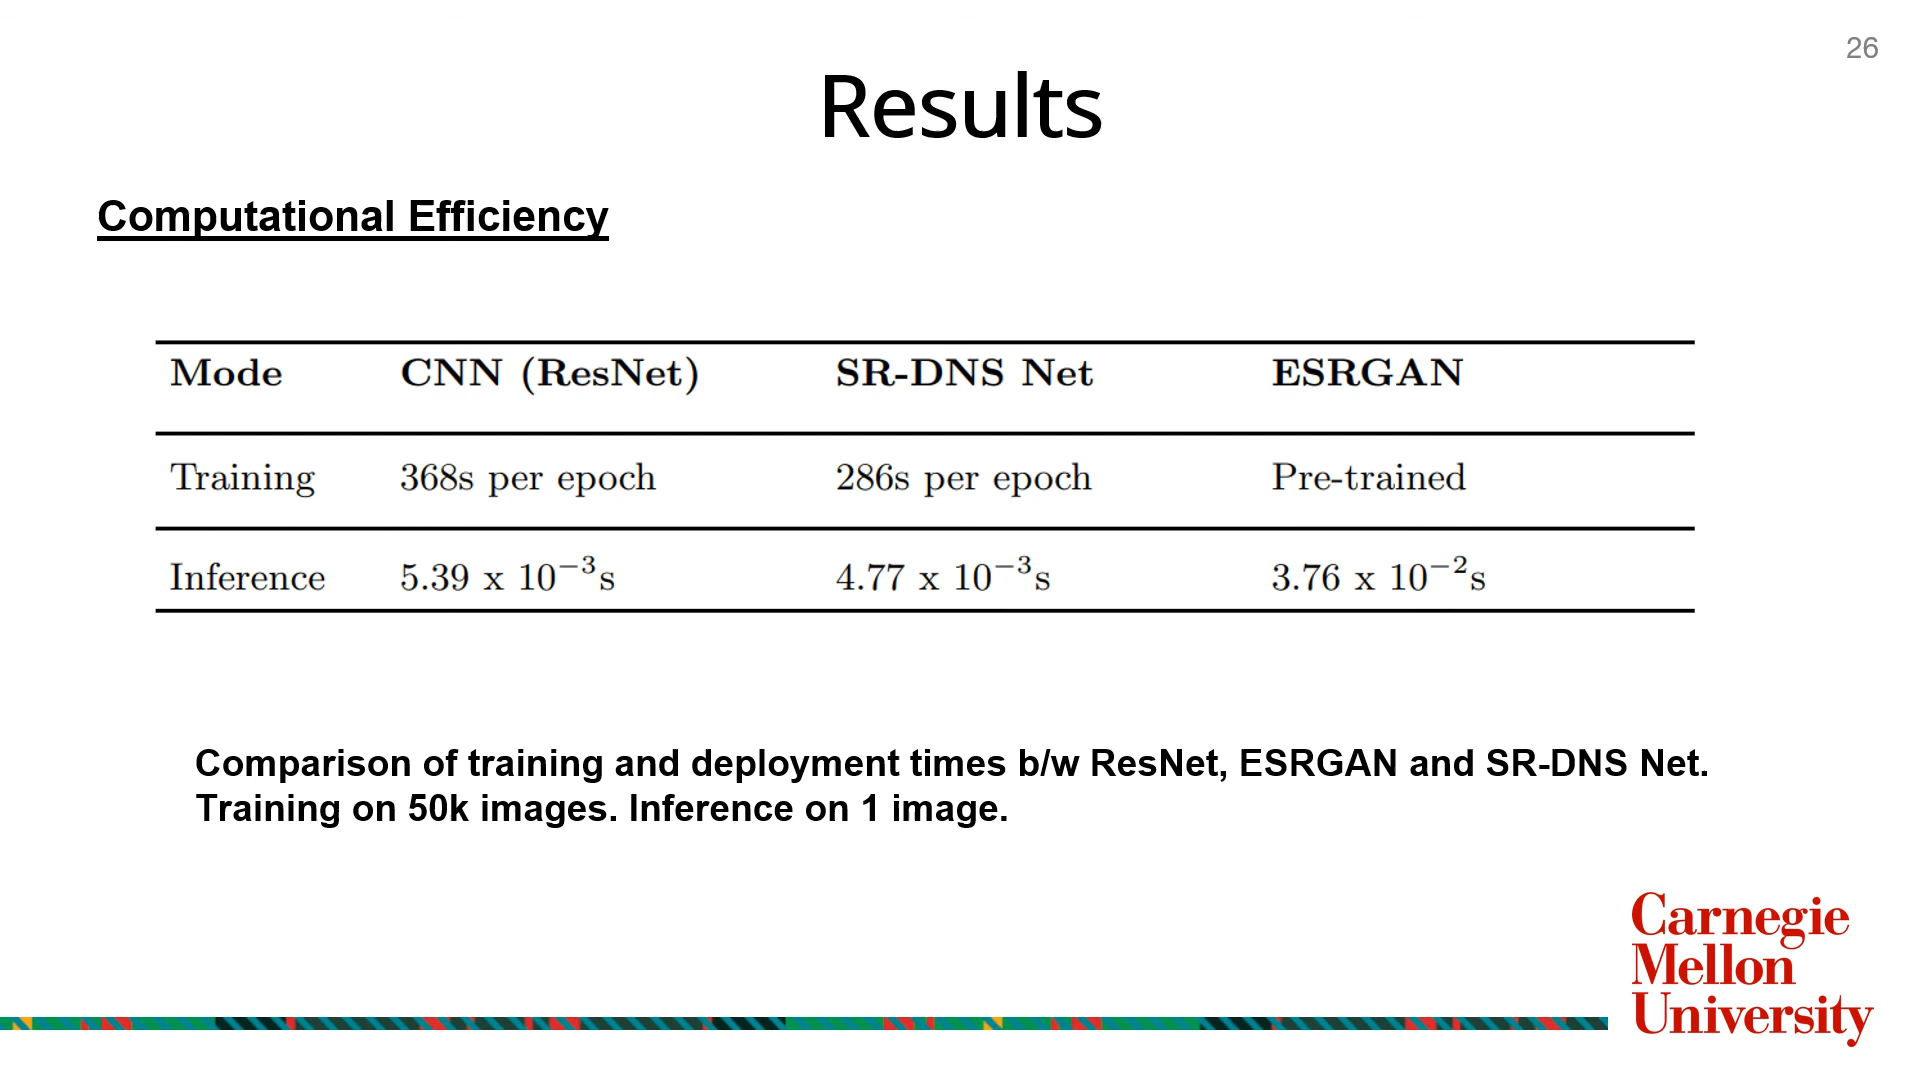 26
Results
Computational Efficiency
Mode CNN (ResNet) SR-DNS Net ESRGAN
Training 368s per epoch 286s per epoch Pre-trained
Inference 5.39 x 10⁻³s 4.77 x 10⁻³s 3.76 x 10⁻²s
Comparison of training and deployment times b/w ResNet, ESRGAN and SR-DNS Net.
Training on 50k images. Inference on 1 image.
Carnegie
Mellon
University